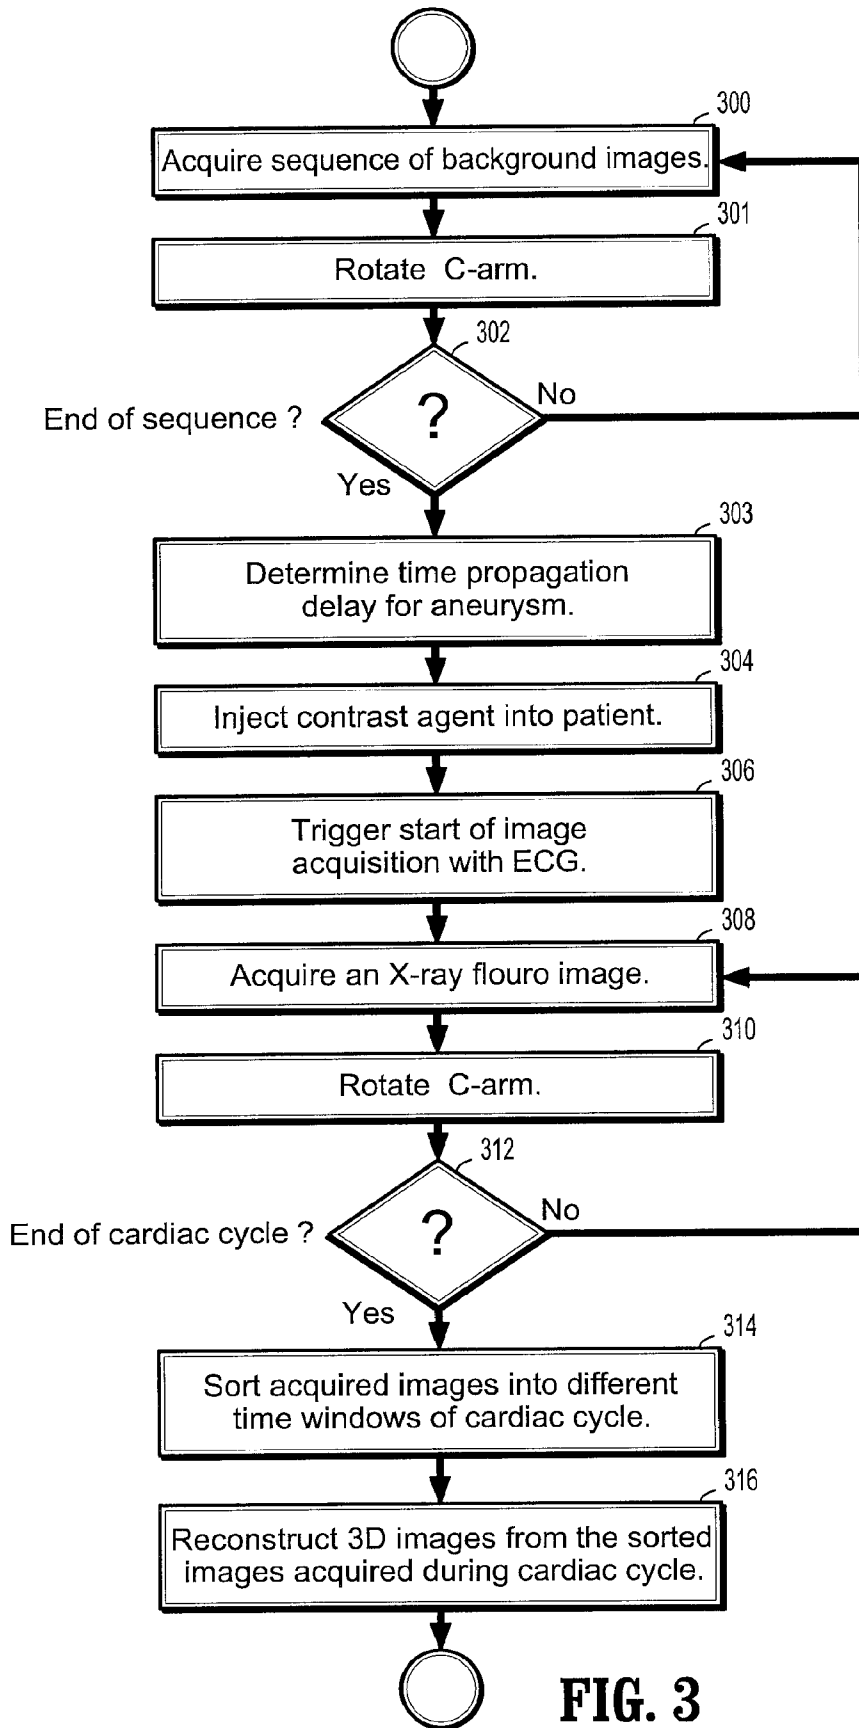 300
Acquire sequence of background images.
301
Rotate C-arm.
302
End of sequence ?
?
No
Yes
303
Determine time propagation
delay for aneurysm.
304
Inject contrast agent into patient.
306
Trigger start of image
acquisition with ECG.
308
Acquire an X-ray flouro image.
310
Rotate C-arm.
312
End of cardiac cycle ?
?
No
Yes
314
Sort acquired images into different
time windows of cardiac cycle.
316
Reconstruct 3D images from the sorted
images acquired during cardiac cycle.
FIG. 3